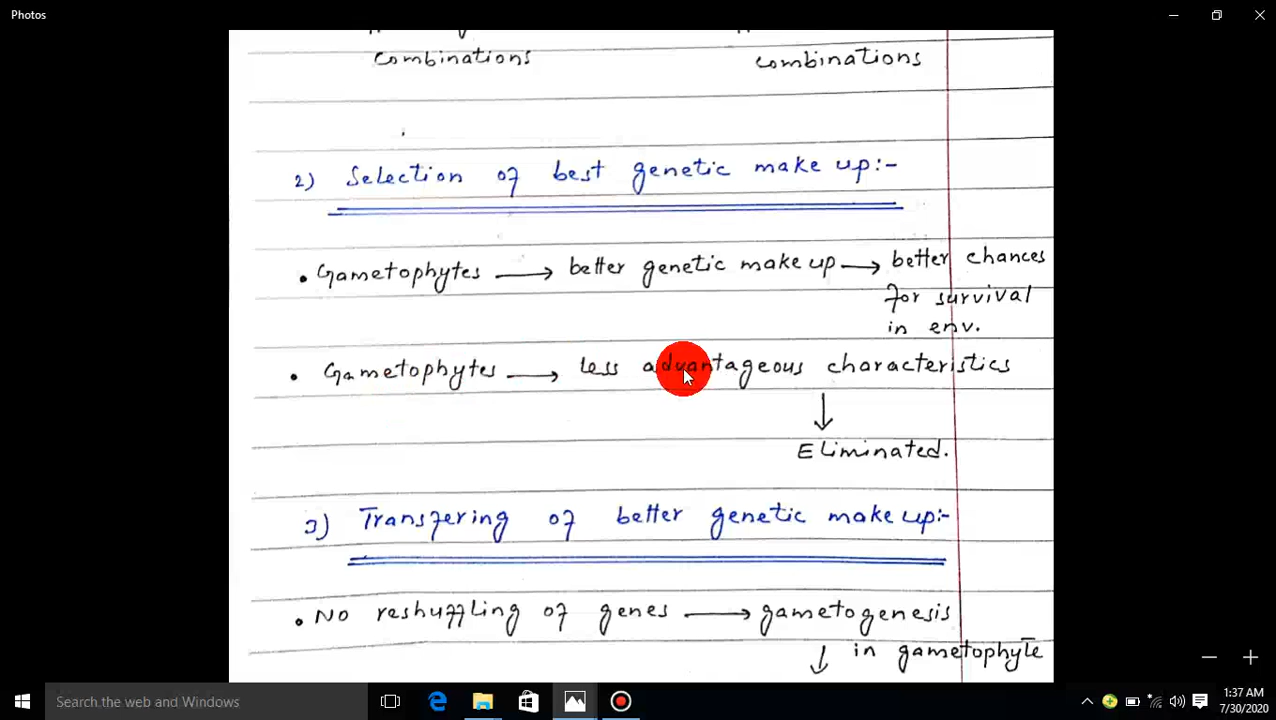 Photos
combinations combinations
2) Selection of best genetic make up:-
• Gametophytes → better genetic make up → better chances
for survival
in env.
• Gametophytes → less advantageous characteristics
↓
Eliminated.
3) Transfering of better genetic make up:-
• No reshuffling of genes → gametogenesis
↓ in gametophyte
Search the web and Windows
1:37 AM
7/30/2020